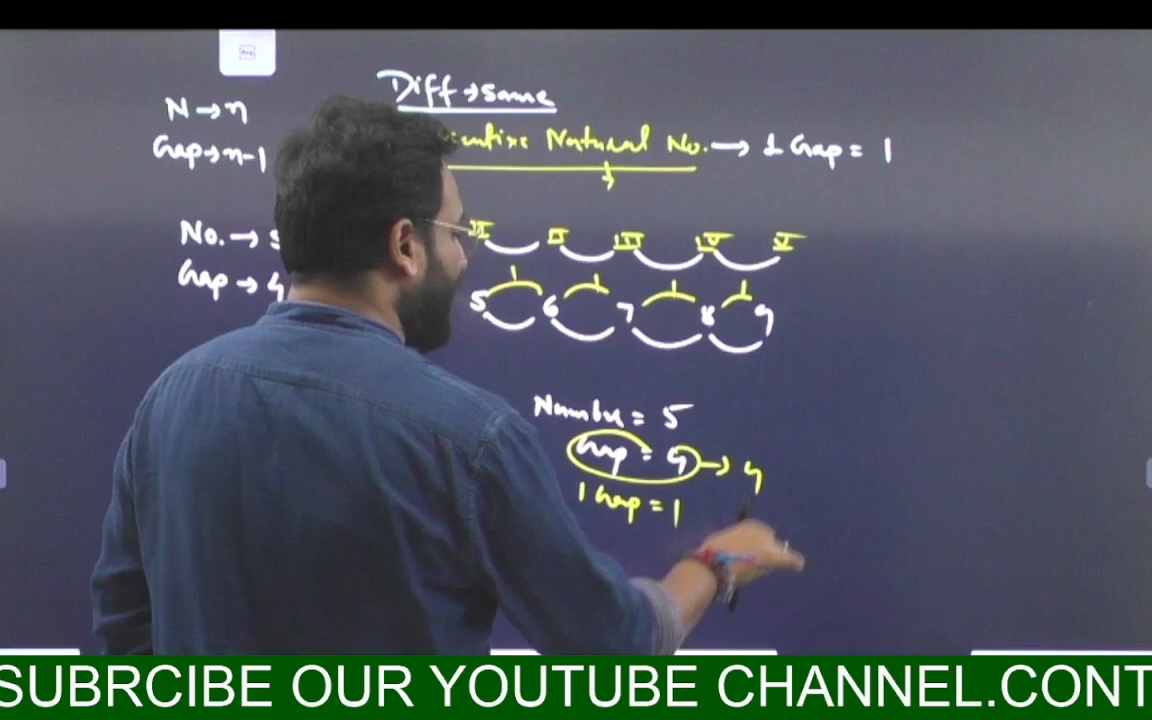 Diff → same
N → n
Gap → n-1
Natural No. → 1 Gap = 1
No. →
Gap → 4
II III IV V
1 1 1 1
5 6 7 8 9
Number = 5
Gap = 4 → 4
1 Gap = 1
SUBRCIBE OUR YOUTUBE CHANNEL.CONT